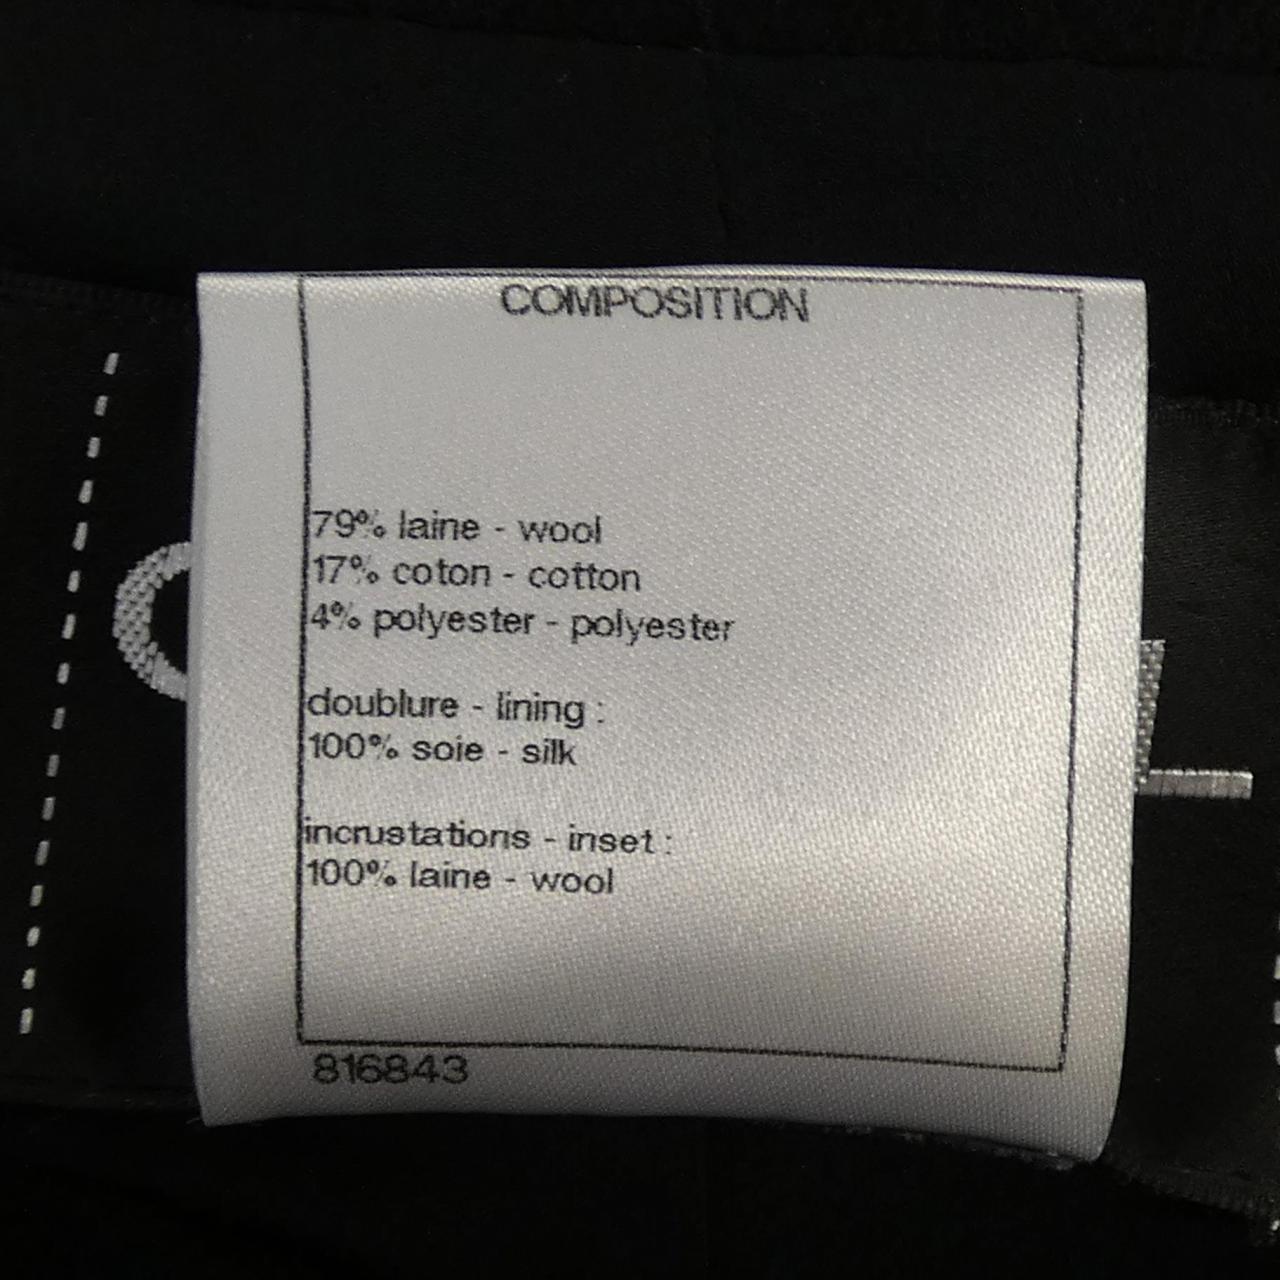 COMPOSITION
79% laine - wool
17% coton - cotton
4% polyester - polyester
doublure - lining :
100% soie - silk
incrustations - inset :
100% laine - wool
816843